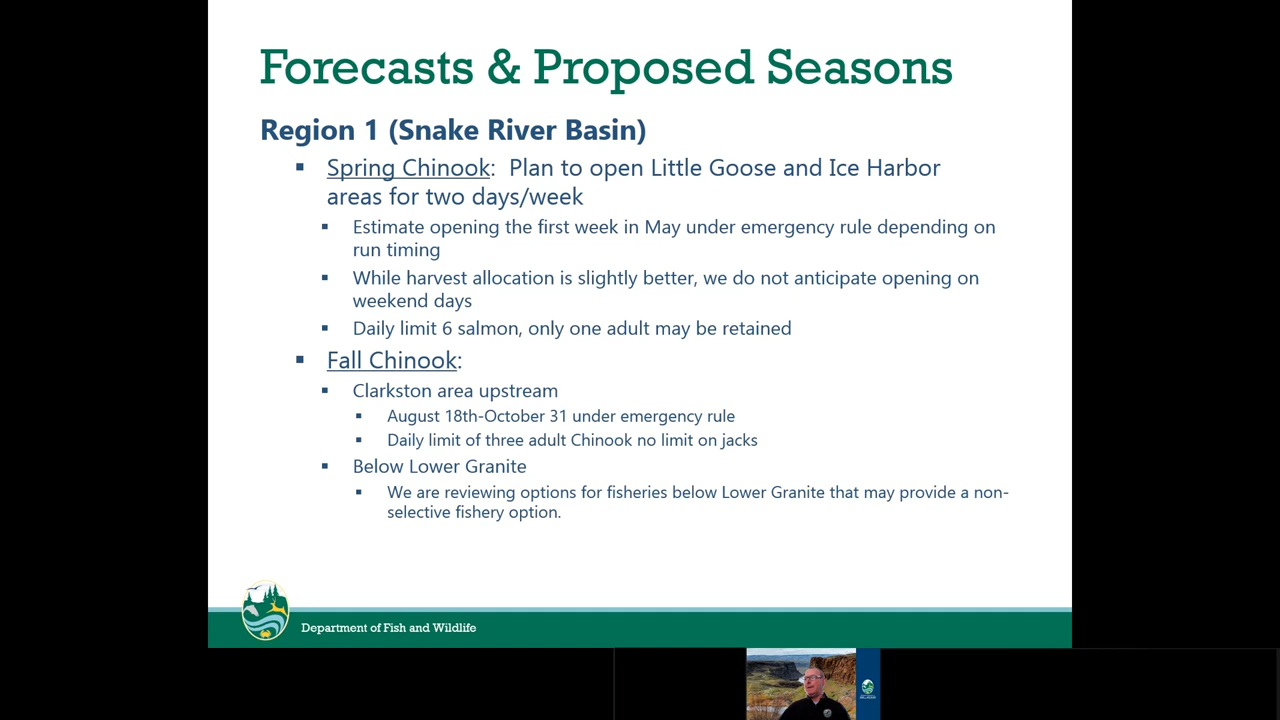 Forecasts & Proposed Seasons
Region 1 (Snake River Basin)
Spring Chinook:  Plan to open Little Goose and Ice Harbor
areas for two days/week
Estimate opening the first week in May under emergency rule depending on
run timing
While harvest allocation is slightly better, we do not anticipate opening on
weekend days
Daily limit 6 salmon, only one adult may be retained
Fall Chinook:
Clarkston area upstream
August 18th-October 31 under emergency rule
Daily limit of three adult Chinook no limit on jacks
Below Lower Granite
We are reviewing options for fisheries below Lower Granite that may provide a non-
selective fishery option.
Department of Fish and Wildlife